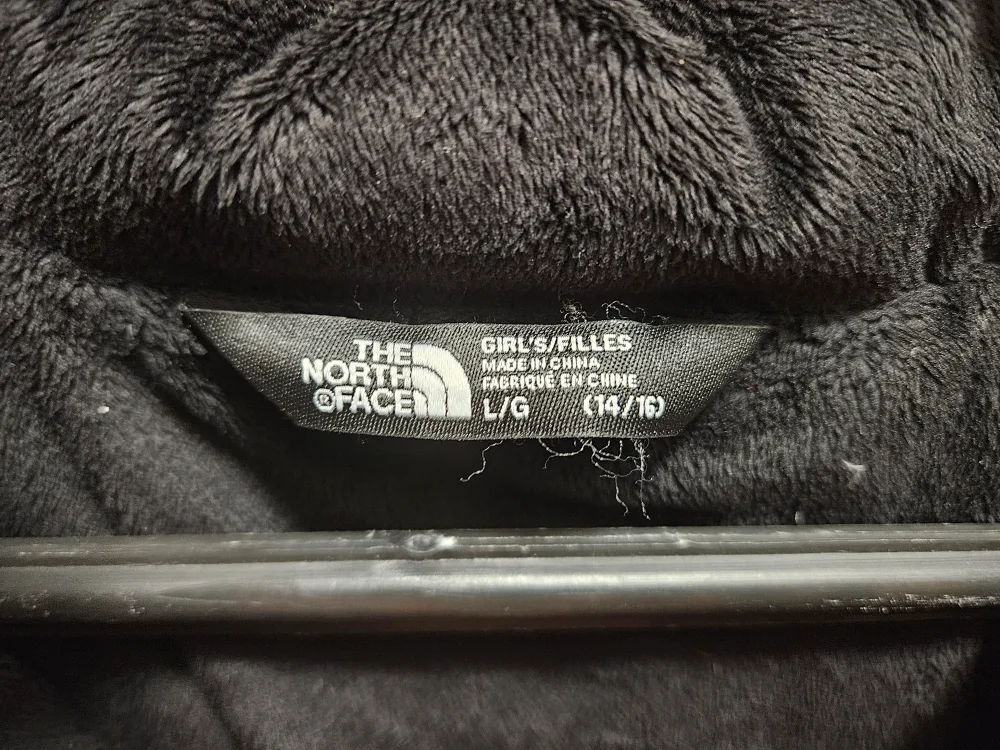 THE
NORTH
®FACE
GIRL'S/FILLES
MADE IN CHINA
FABRIQUÉ EN CHINE
L/G (14/16)